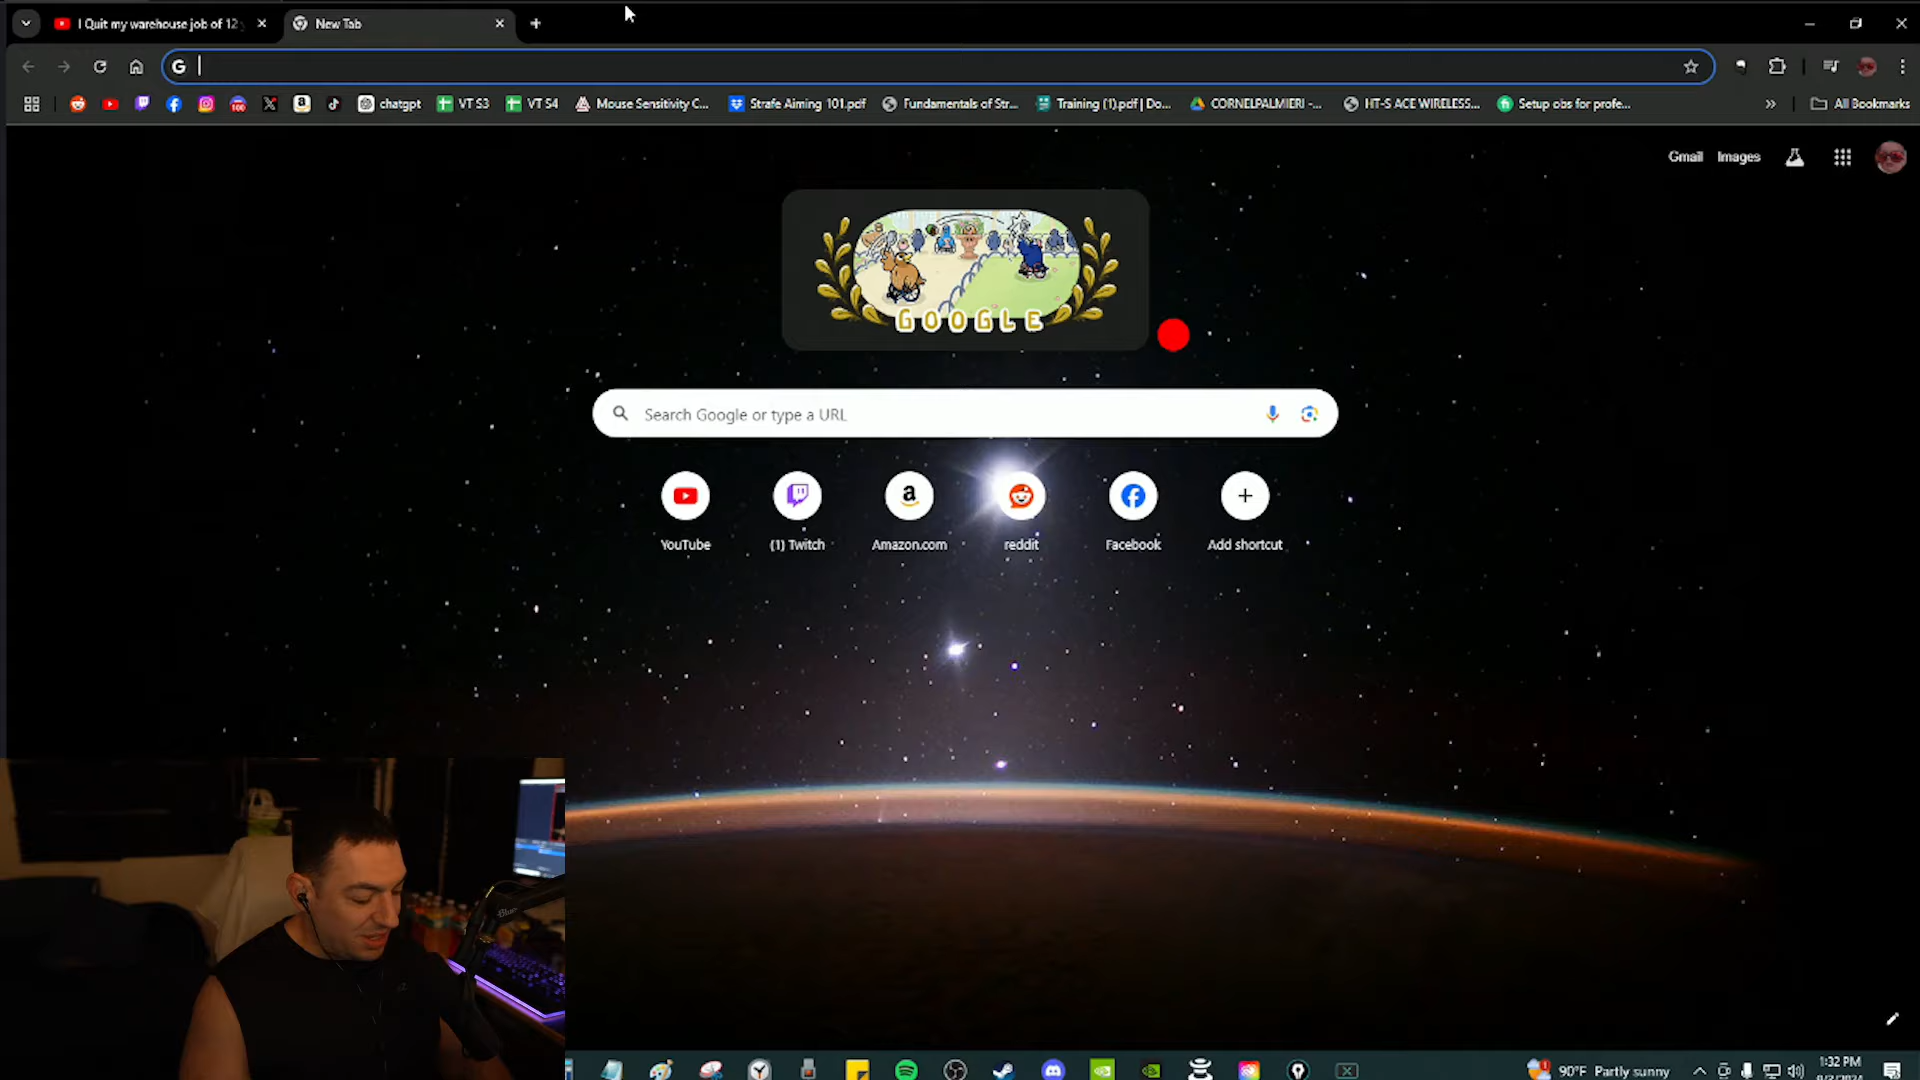 I Quit my warehouse job of 12 y
New Tab
chatgpt
VT S3
VT S4
Mouse Sensitivity C...
Strafe Aiming 101.pdf
Fundamentals of Str...
Training (1).pdf | Do...
CORNELPALMIERI -...
HT-S ACE WIRELESS...
Setup obs for profe...
All Bookmarks
Gmail
Images
GOOGLE
Search Google or type a URL
YouTube
(1) Twitch
Amazon.com
reddit
Facebook
Add shortcut
Blue
90°F Partly sunny
1:32 PM